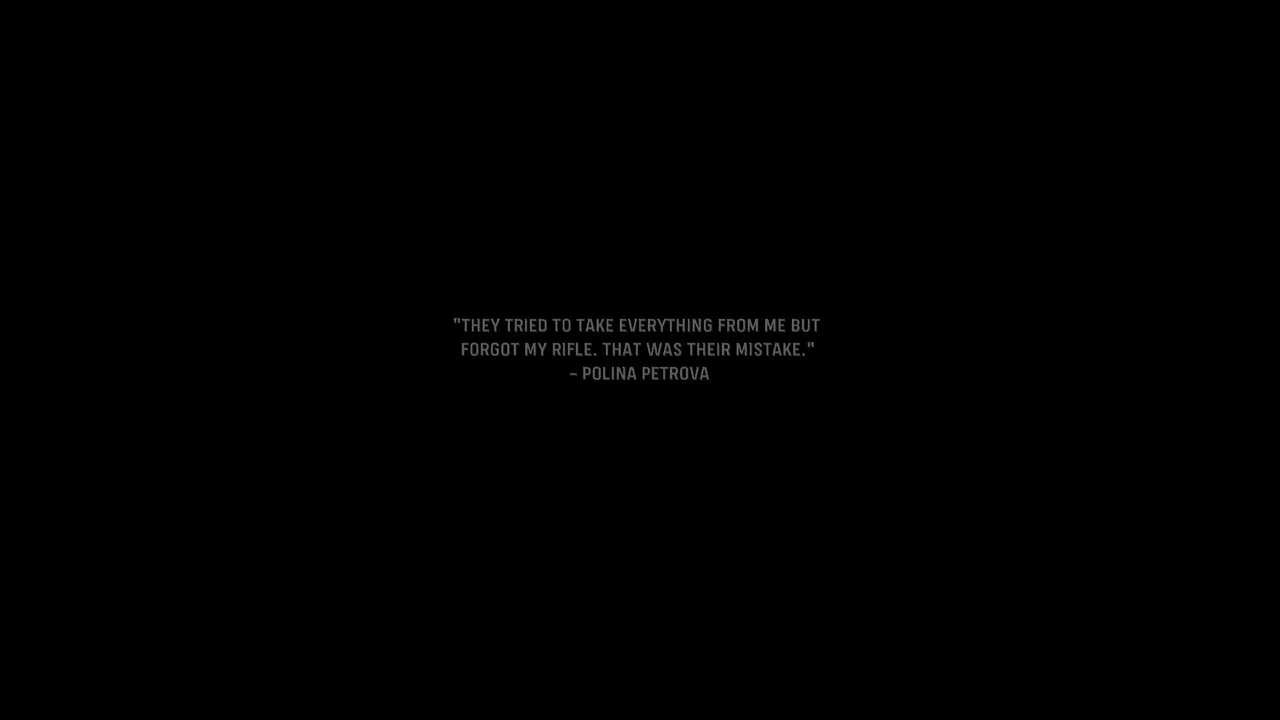 "THEY TRIED TO TAKE EVERYTHING FROM ME BUT
FORGOT MY RIFLE. THAT WAS THEIR MISTAKE."
– POLINA PETROVA